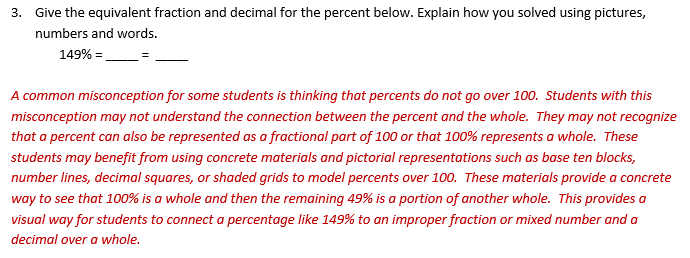 3. Give the equivalent fraction and decimal for the percent below. Explain how you solved using pictures,
numbers and words.
149% = _____ = _____
A common misconception for some students is thinking that percents do not go over 100. Students with this
misconception may not understand the connection between the percent and the whole. They may not recognize
that a percent can also be represented as a fractional part of 100 or that 100% represents a whole. These
students may benefit from using concrete materials and pictorial representations such as base ten blocks,
number lines, decimal squares, or shaded grids to model percents over 100. These materials provide a concrete
way to see that 100% is a whole and then the remaining 49% is a portion of another whole. This provides a
visual way for students to connect a percentage like 149% to an improper fraction or mixed number and a
decimal over a whole.